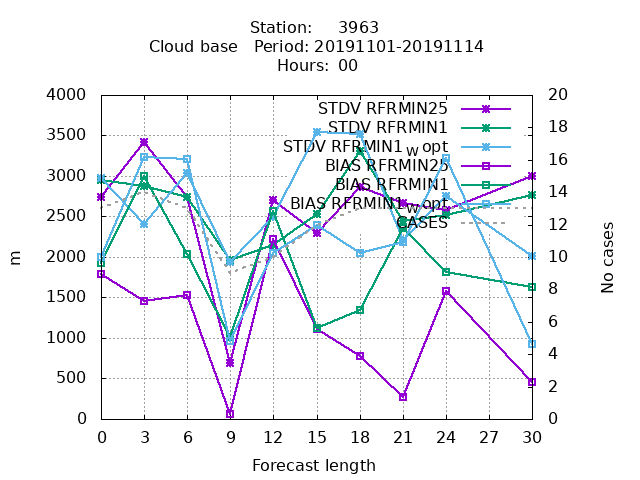 Station: 3963
Cloud base Period: 20191101-20191114
Hours: 00
4000
3500
3000
2500
2000
1500
1000
500
0
m
20
18
16
14
12
10
8
6
4
2
0
No cases
STDV RFRMIN25
STDV RFRMIN1
STDV RFRMIN1_w opt
BIAS RFRMIN25
BIAS RFRMIN1
BIAS RFRMIN1_w opt
CASES
0 3 6 9 12 15 18 21 24 27 30
Forecast length